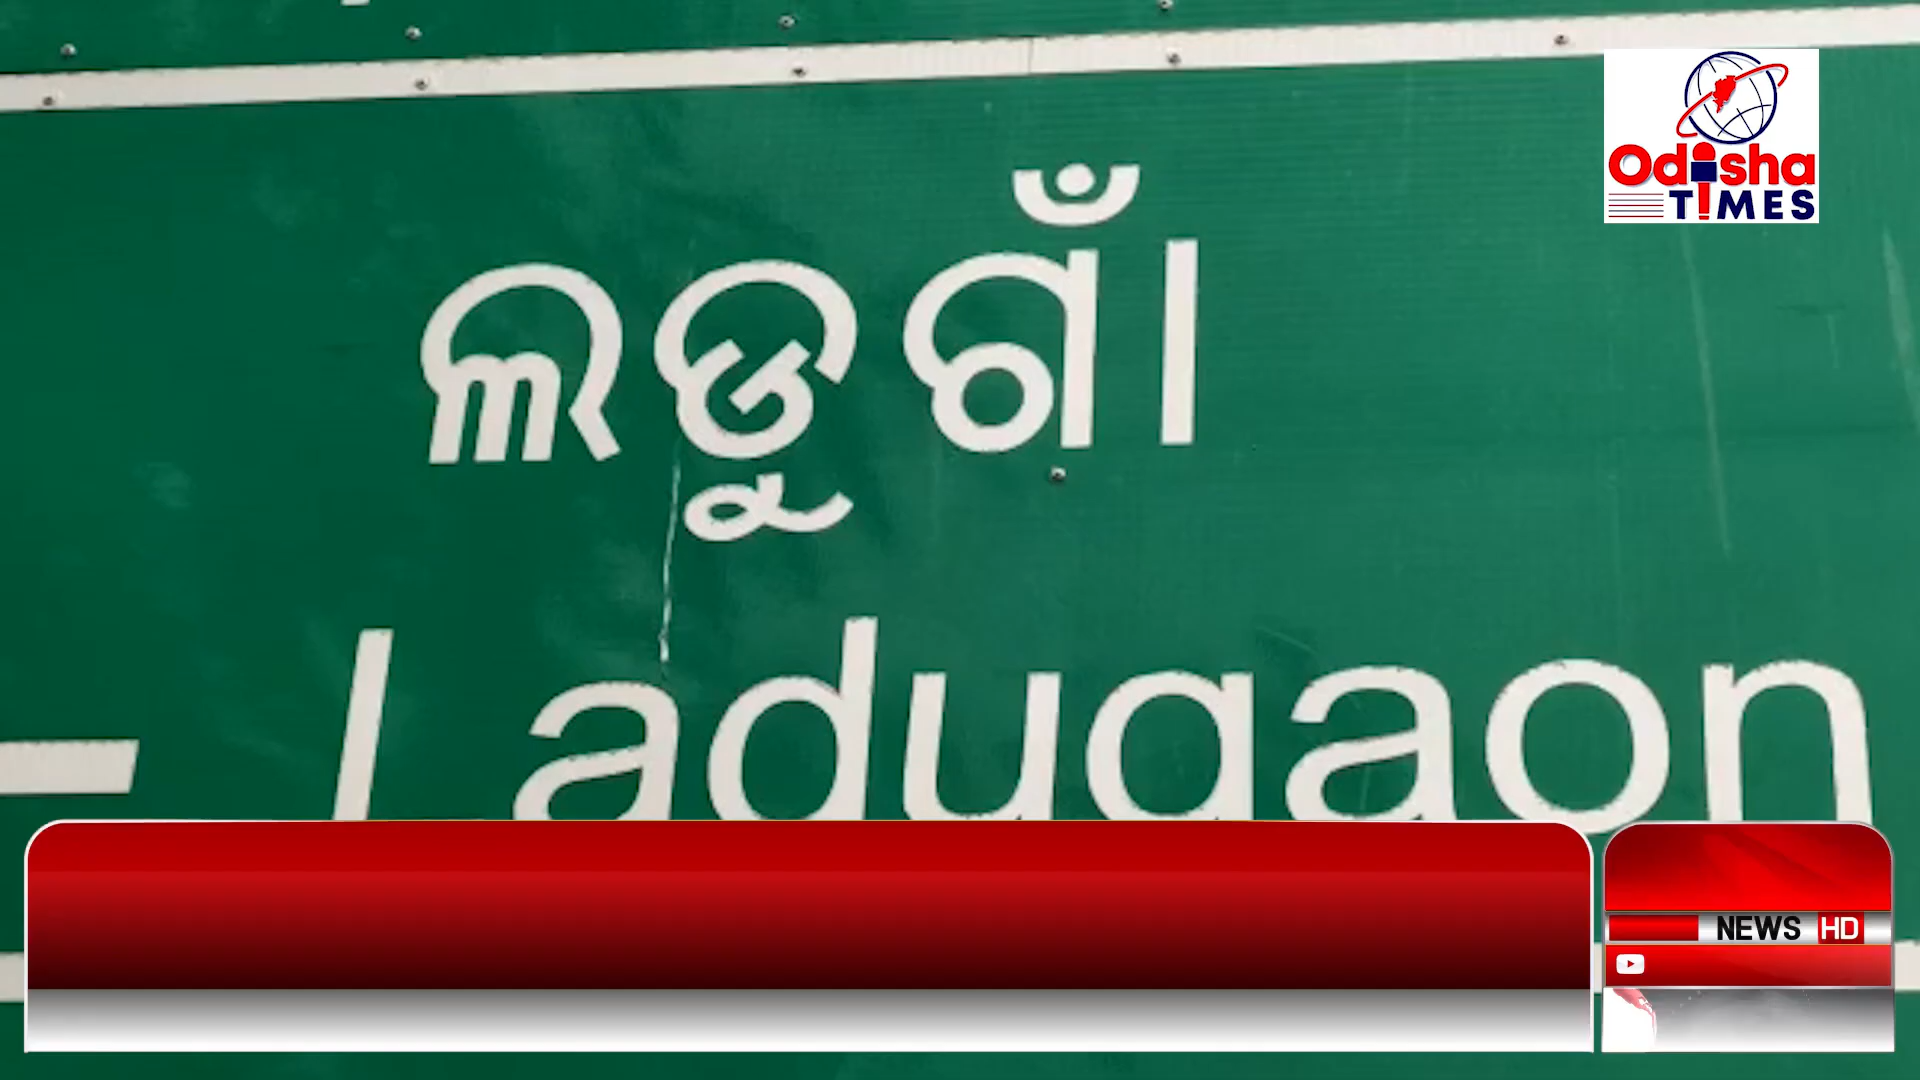 Odisha
TIMES
ଲଡୁଗାଁ
Ladugaon
NEWS HD